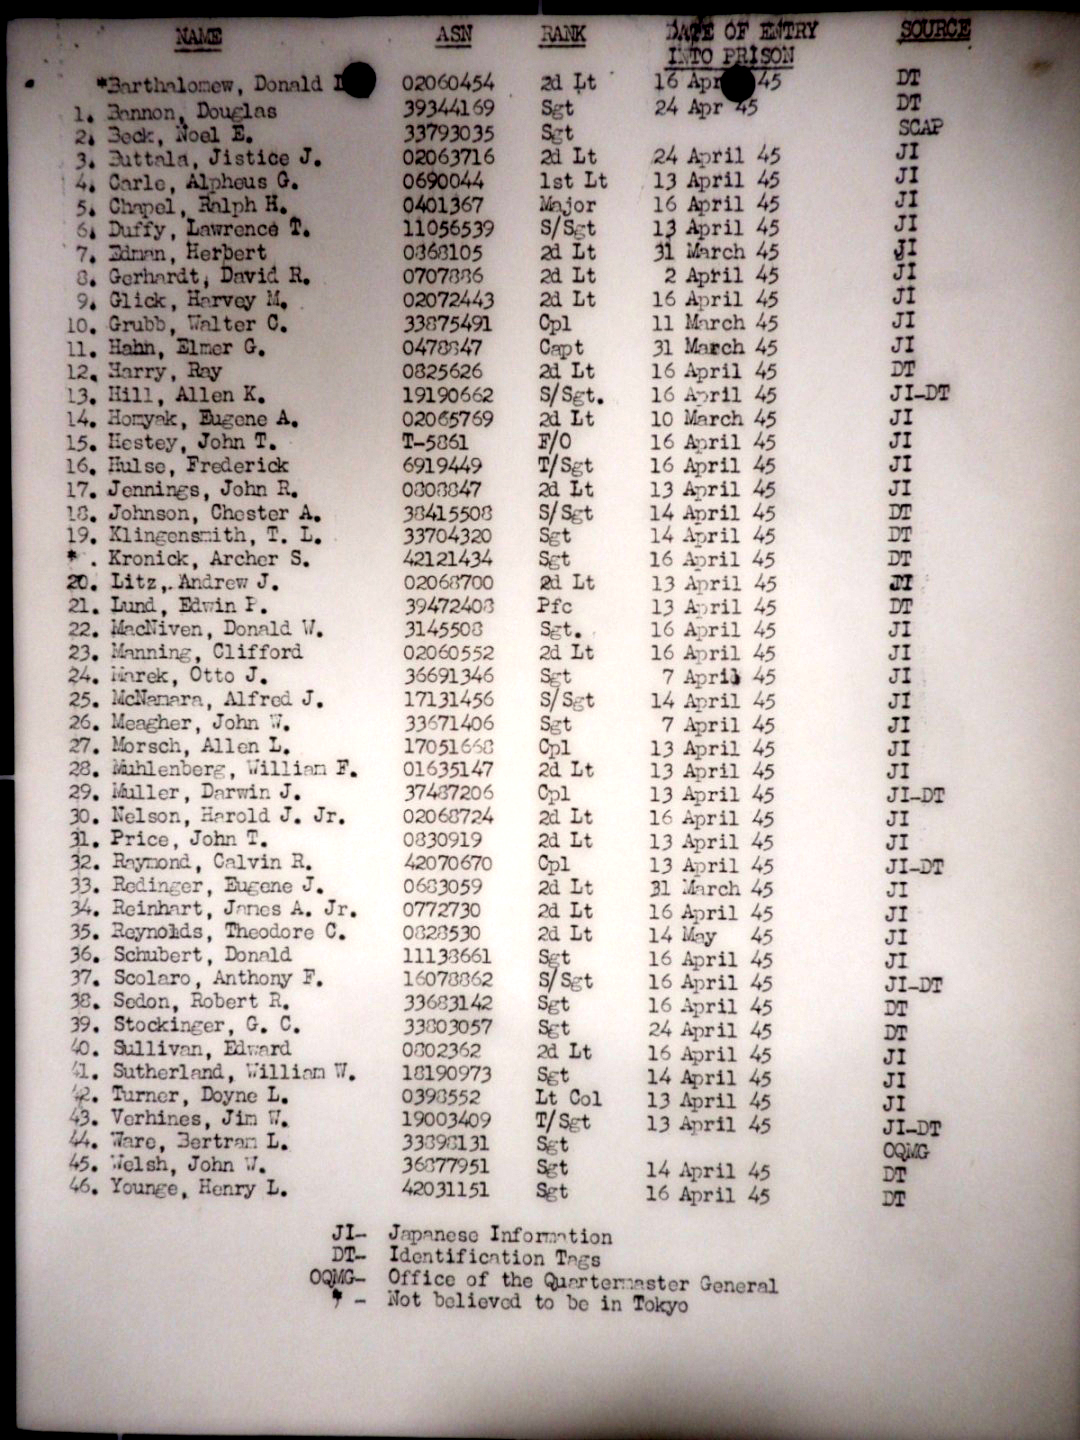 NAME ASN RANK DATE OF ENTRY INTO PRISON SOURCE
*Barthalomew, Donald 02060454 2d Lt 16 Apr 45 DT
1. Bannon, Douglas 39344169 Sgt 24 Apr 45 DT
2. Beck, Noel E. 33793035 Sgt SCAP
3. Buttala, Jistice J. 02063716 2d Lt 24 April 45 JI
4. Carle, Alpheus G. 0690044 1st Lt 13 April 45 JI
5. Chapel, Ralph H. 0401367 Major 16 April 45 JI
6. Duffy, Lawrence T. 11056539 S/Sgt 13 April 45 JI
7. Edman, Herbert 0868105 2d Lt 31 March 45 JI
8. Gerhardt, David R. 0707886 2d Lt 2 April 45 JI
9. Glick, Harvey M. 02072443 2d Lt 16 April 45 JI
10. Grubb, Walter C. 33875491 Cpl 11 March 45 JI
11. Hahn, Elmer G. 0478847 Capt 31 March 45 JI
12. Harry, Ray 0825626 2d Lt 16 April 45 DT
13. Hill, Allen K. 19190662 S/Sgt. 16 April 45 JI-DT
14. Homyak, Eugene A. 02065769 2d Lt 10 March 45 JI
15. Hestey, John T. T-5861 F/O 16 April 45 JI
16. Hulse, Frederick 6919449 T/Sgt 16 April 45 JI
17. Jennings, John R. 0808847 2d Lt 13 April 45 JI
18. Johnson, Chester A. 38415508 S/Sgt 14 April 45 DT
19. Klingensmith, T. L. 33704320 Sgt 14 April 45 DT
* . Kronick, Archer S. 42121434 Sgt 16 April 45 DT
20. Litz, Andrew J. 02068700 2d Lt 13 April 45 JI
21. Lund, Edwin P. 39472408 Pfc 13 April 45 DT
22. MacNiven, Donald W. 3145508 Sgt. 16 April 45 JI
23. Manning, Clifford 02060552 2d Lt 16 April 45 JI
24. Marek, Otto J. 36691346 Sgt 7 April 45 JI
25. McNamara, Alfred J. 17131456 S/Sgt 14 April 45 JI
26. Meagher, John W. 33671406 Sgt 7 April 45 JI
27. Morsch, Allen L. 17051668 Cpl 13 April 45 JI
28. Muhlenberg, William F. 01635147 2d Lt 13 April 45 JI
29. Muller, Darwin J. 37487206 Cpl 13 April 45 JI-DT
30. Nelson, Harold J. Jr. 02068724 2d Lt 16 April 45 JI
31. Price, John T. 0830919 2d Lt 13 April 45 JI
32. Raymond, Calvin R. 42070670 Cpl 13 April 45 JI-DT
33. Redinger, Eugene J. 0683059 2d Lt 31 March 45 JI
34. Reinhart, James A. Jr. 0772730 2d Lt 16 April 45 JI
35. Reynolds, Theodore C. 0828530 2d Lt 14 May 45 JI
36. Schubert, Donald 11138661 Sgt 16 April 45 JI
37. Scolaro, Anthony F. 16078862 S/Sgt 16 April 45 JI-DT
38. Sedon, Robert R. 33683142 Sgt 16 April 45 DT
39. Stockinger, G. C. 33803057 Sgt 24 April 45 DT
40. Sullivan, Edward 0802362 2d Lt 16 April 45 JI
41. Sutherland, William W. 18190973 Sgt 14 April 45 JI
42. Turner, Doyne L. 0398552 Lt Col 13 April 45 JI
43. Verhines, Jim W. 19003409 T/Sgt 13 April 45 JI-DT
44. Ware, Bertram L. 33898131 Sgt OQMG
45. Welsh, John W. 36877951 Sgt 14 April 45 DT
46. Younge, Henry L. 42031151 Sgt 16 April 45 DT
JI- Japanese Information
DT- Identification Tags
OQMG- Office of the Quartermaster General
* - Not believed to be in Tokyo